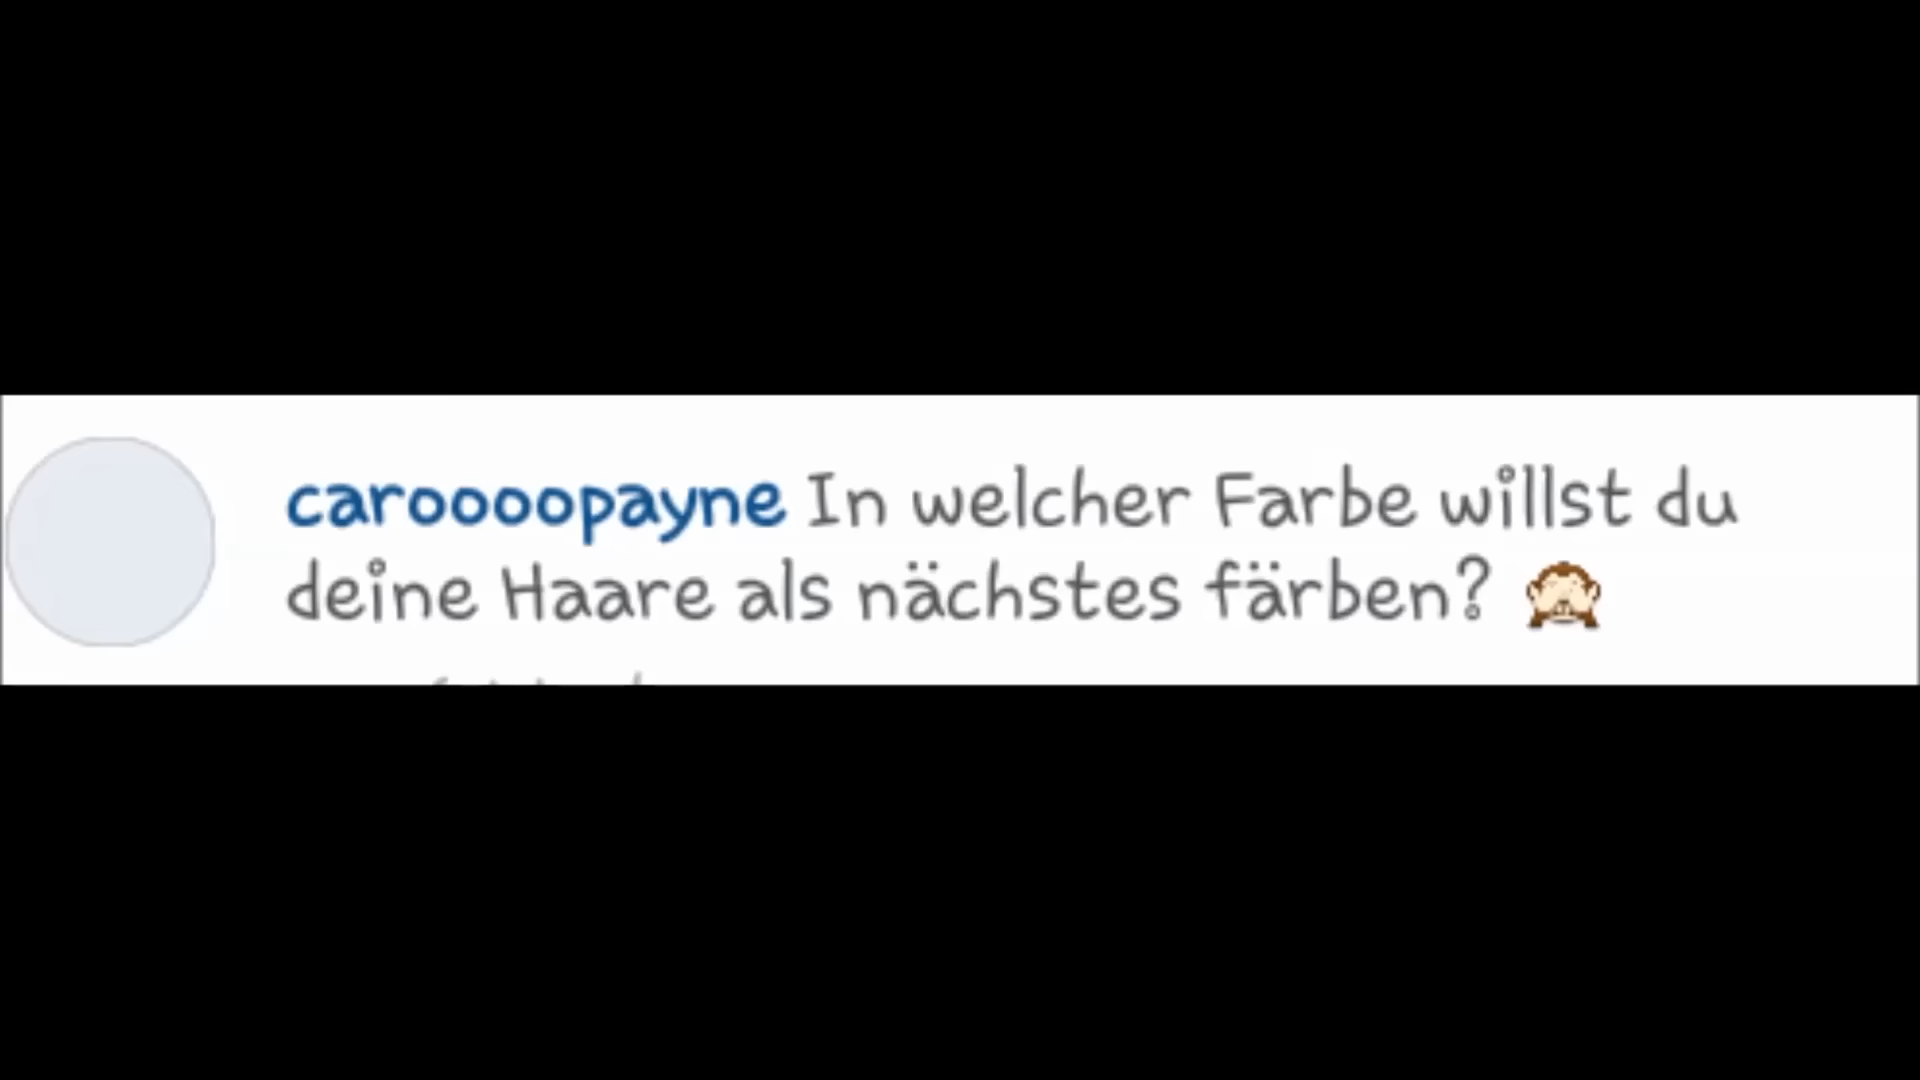 caroooopayne In welcher Farbe willst du
deine Haare als nächstes färben? 🙈